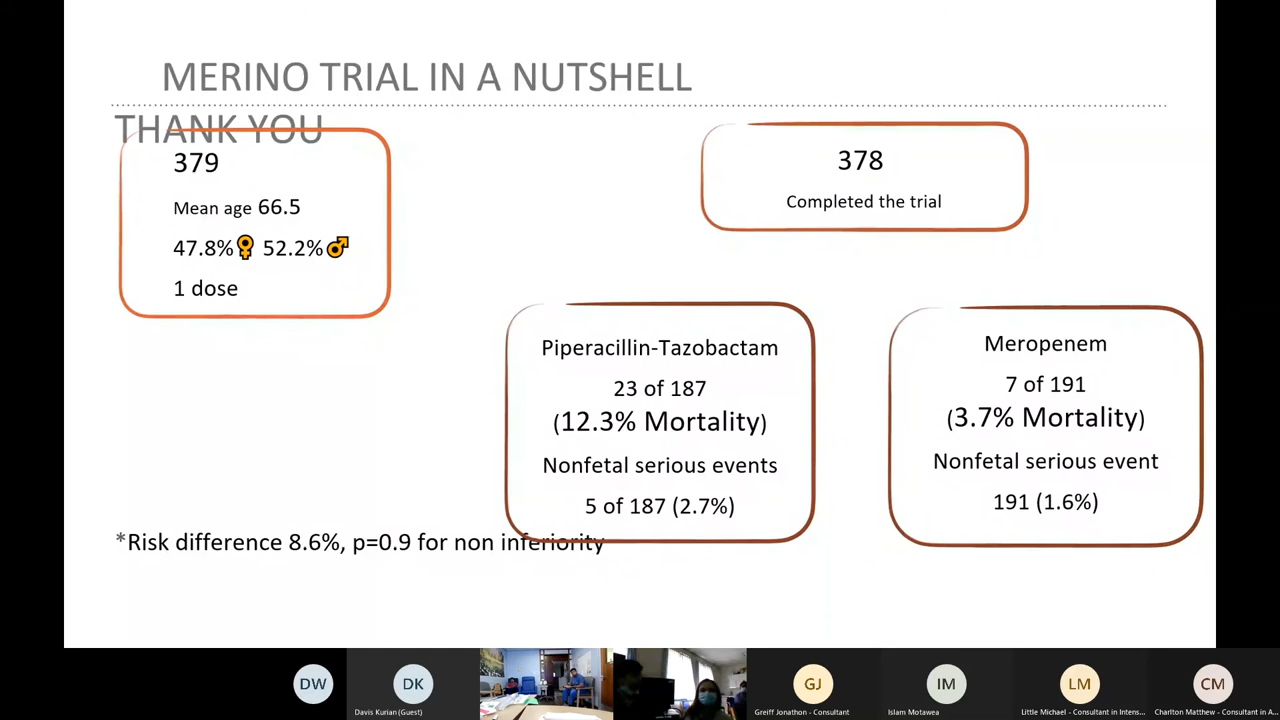 MERINO TRIAL IN A NUTSHELL
THANK YOU
379
Mean age 66.5
47.8% 52.2%
1 dose
378
Completed the trial
Piperacillin-Tazobactam
23 of 187
(12.3% Mortality)
Nonfetal serious events
5 of 187 (2.7%)
Meropenem
7 of 191
(3.7% Mortality)
Nonfetal serious event
191 (1.6%)
*Risk difference 8.6%, p=0.9 for non inferiority
DW
DK
Davis Kurian (Guest)
GJ
Greiff Jonathon - Consultant
IM
Islam Motawea
LM
Little Michael - Consultant in Intens...
CM
Charlton Matthew - Consultant in A...